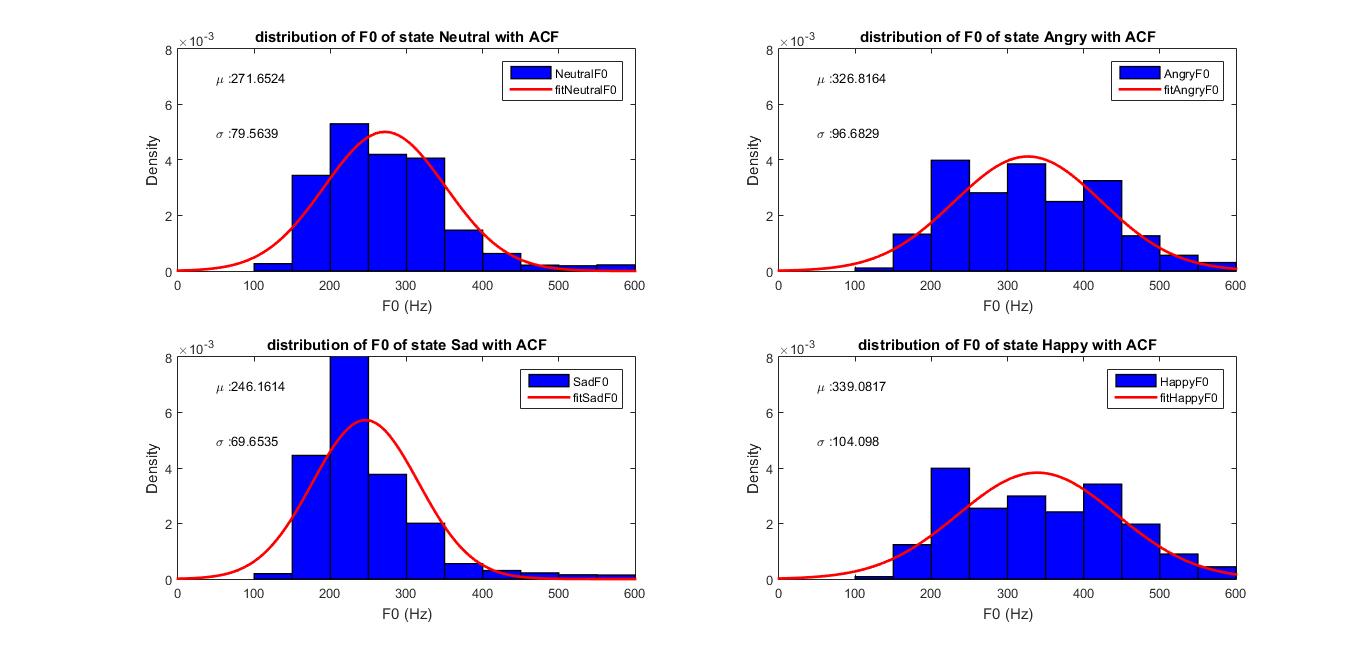 distribution of F0 of state Neutral with ACF
×10⁻³
μ :271.6524
σ :79.5639
NeutralF0
fitNeutralF0
Density
8
6
4
2
0
0 100 200 300 400 500 600
F0 (Hz)
distribution of F0 of state Angry with ACF
×10⁻³
μ :326.8164
σ :96.6829
AngryF0
fitAngryF0
Density
8
6
4
2
0
0 100 200 300 400 500 600
F0 (Hz)
distribution of F0 of state Sad with ACF
×10⁻³
μ :246.1614
σ :69.6535
SadF0
fitSadF0
Density
8
6
4
2
0
0 100 200 300 400 500 600
F0 (Hz)
distribution of F0 of state Happy with ACF
×10⁻³
μ :339.0817
σ :104.098
HappyF0
fitHappyF0
Density
8
6
4
2
0
0 100 200 300 400 500 600
F0 (Hz)